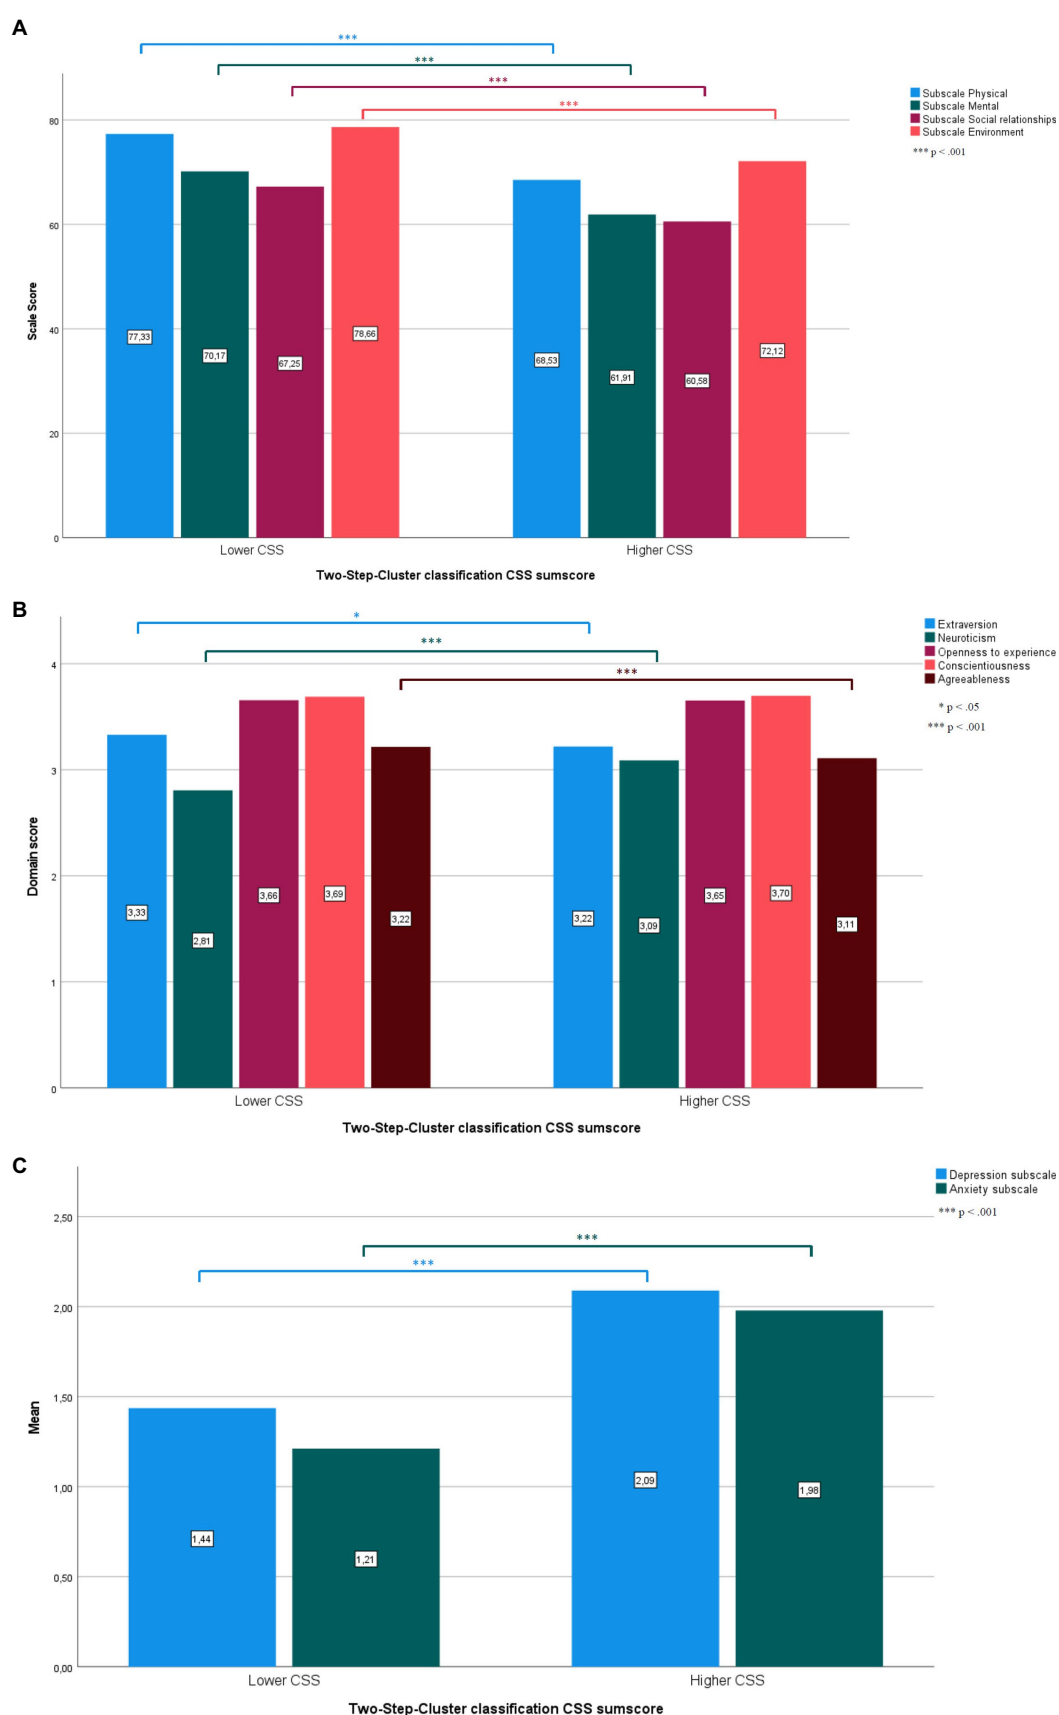 A
***
***
***
***
Subscale Physical
Subscale Mental
Subscale Social relationships
Subscale Environment
*** p < .001
80
60
40
20
0
Scale Score
77,33
70,17
67,25
78,66
68,53
61,91
60,58
72,12
Lower CSS
Higher CSS
Two-Step-Cluster classification CSS sumscore
B
*
***
***
Extraversion
Neuroticism
Openness to experience
Conscientiousness
Agreeableness
* p < .05
*** p < .001
4
3
2
1
0
Domain score
3,33
2,81
3,66
3,69
3,22
3,22
3,09
3,65
3,70
3,11
Lower CSS
Higher CSS
Two-Step-Cluster classification CSS sumscore
C
Depression subscale
Anxiety subscale
*** p < .001
***
***
2,50
2,00
1,50
1,00
0,50
0,00
Mean
1,44
1,21
2,09
1,98
Lower CSS
Higher CSS
Two-Step-Cluster classification CSS sumscore